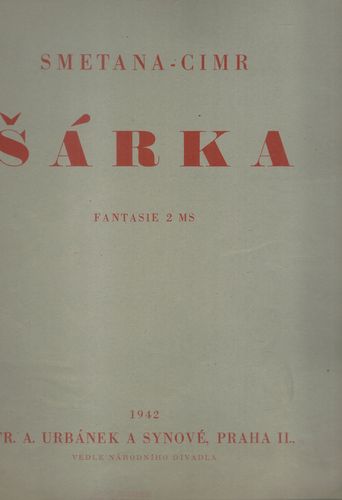 SMETANA-CIMR
ŠÁRKA
FANTASIE 2 MS
1942
FR. A. URBÁNEK A SYNOVÉ, PRAHA II.,
VEDLE NÁRODNÍHO DIVADLA